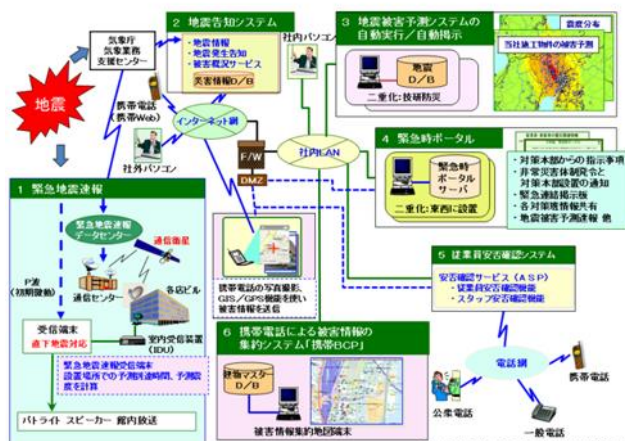 地震
気象庁
気象業務
支援センター
2 地震告知システム
・地震情報
・地震発生告知
・被害概況サービス
災害情報D/B
社内パソコン
携帯電話
(携帯Web)
インターネット網
社外パソコン
F/W
DMZ
社内LAN
3 地震被害予測システムの
自動実行/自動掲示
地震
D/B
二重化:技研防災
震度分布
当社施工物件の被害予測
4 緊急時ポータル
緊急時
ポータル
サーバ
二重化:東西に設置
・対策本部からの指示事項
・非常災害体制発令と
対策本部設置の通知
・緊急連絡掲示板
・各対策度情報共有
・地震被害予測速報 他
1 緊急地震速報
緊急地震速報
データセンター
通信衛星
P波
(初期微動)
通信センター
各店ビル
受信端末
直下地震対応
室内受信装置
(IDU)
緊急地震速報受信端末
設置場所での予測到達時間、予測震
度を計算
パトライト スピーカー 館内放送
携帯電話の写真撮影、
GIS/GPS機能を使い
被害情報を送信
5 従業員安否確認システム
安否確認サービス(ASP)
・従業員安否確認機能
・スタッフ安否確認機能
6 携帯電話による被害情報の
集約システム「携帯BCP」
建物マスター
D/B
被害情報集約地図端末
電話網
公衆電話
一般電話
携帯電話